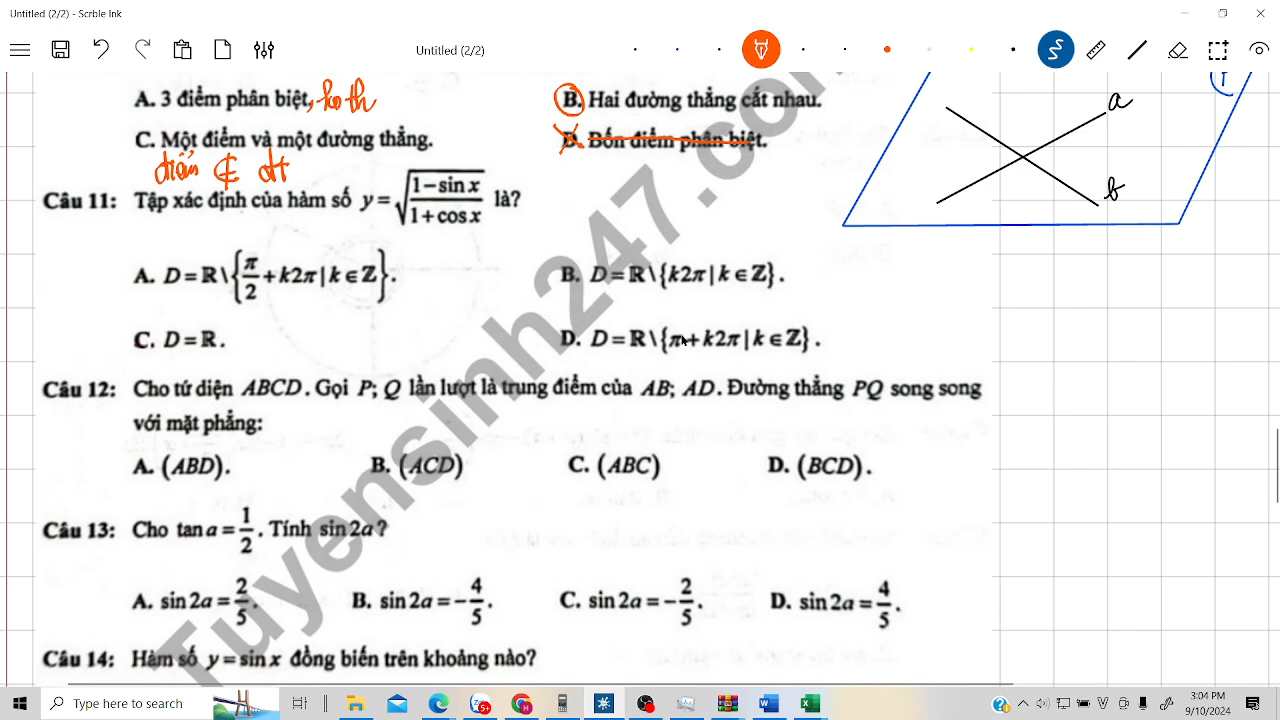 Untitled (2/2) - Scrble Ink
Untitled (2/2)
A. 3 điểm phân biệt, ko th
B. Hai đường thẳng cắt nhau.
C. Một điểm và một đường thẳng.
D. Bốn điểm phân biệt.
điểm ∉ đt
a
b
Câu 11: Tập xác định của hàm số y = √((1 − sin x)/(1 + cos x)) là?
A. D = ℝ \ {π/2 + k2π | k ∈ ℤ}.
B. D = ℝ \ {k2π | k ∈ ℤ}.
C. D = ℝ.
D. D = ℝ \ {π + k2π | k ∈ ℤ}.
Câu 12: Cho tứ diện ABCD. Gọi P; Q lần lượt là trung điểm của AB; AD. Đường thẳng PQ song song
với mặt phẳng:
A. (ABD).
B. (ACD)
C. (ABC)
D. (BCD).
Câu 13: Cho tan a = 1/2. Tính sin 2a?
A. sin 2a = 2/5.
B. sin 2a = −4/5.
C. sin 2a = −2/5.
D. sin 2a = 4/5.
Câu 14: Hàm số y = sin x đồng biến trên khoảng nào?
Tuyensinh247.com
Type here to search
1:04 PM
9/10/2024